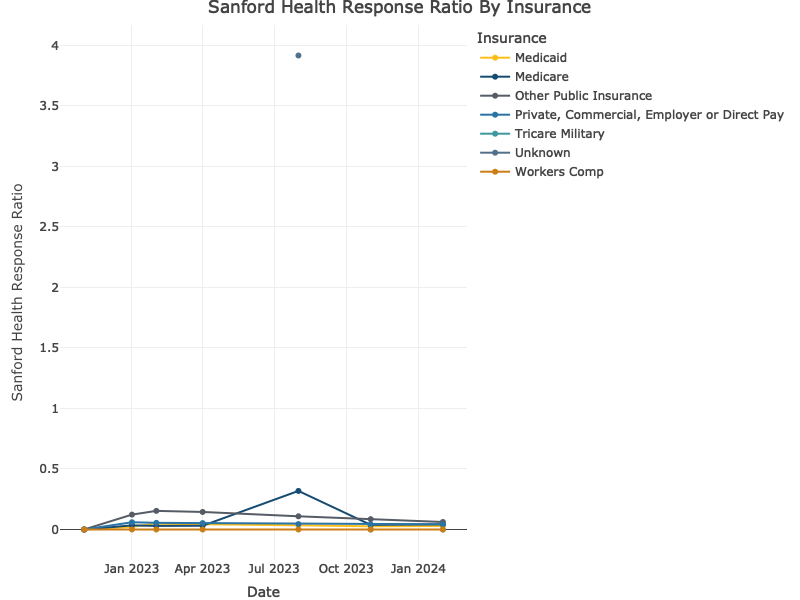 Sanford Health Response Ratio By Insurance
Insurance
Medicaid
Medicare
Other Public Insurance
Private, Commercial, Employer or Direct Pay
Tricare Military
Unknown
Workers Comp
Sanford Health Response Ratio
4
3.5
3
2.5
2
1.5
1
0.5
0
Jan 2023
Apr 2023
Jul 2023
Oct 2023
Jan 2024
Date